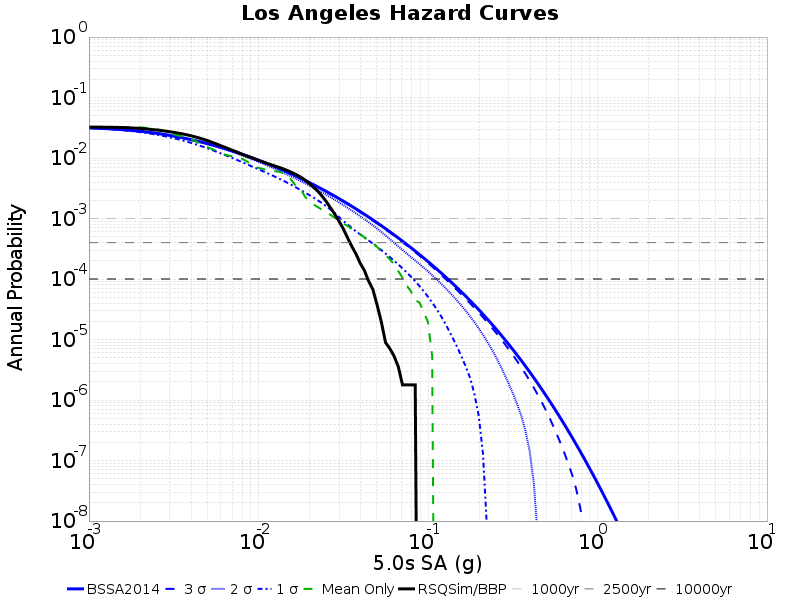 Los Angeles Hazard Curves
Annual Probability
10^0
10^-1
10^-2
10^-3
10^-4
10^-5
10^-6
10^-7
10^-8
10^-3 10^-2 10^-1 10^0 10^1
5.0s SA (g)
BSSA2014 3 σ 2 σ 1 σ Mean Only RSQSim/BBP 1000yr 2500yr 10000yr